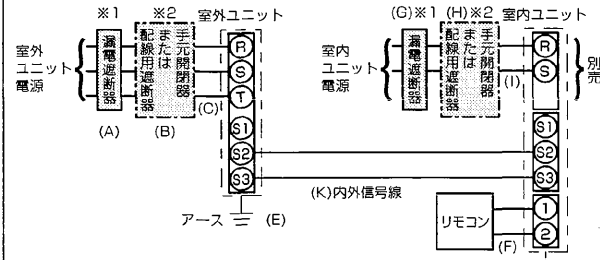 ※1
※2
室外ユニット
(G)※1
(H)※2
室内ユニット
室外
ユニット
電源
漏電遮断器
手元開閉器
または
配線用遮断器
R
S
T
S1
S2
S3
(A)
(B)
(C)
室内
ユニット
電源
漏電遮断器
手元開閉器
または
配線用遮断器
(I)
R
S
別売
S1
S2
S3
(K)内外信号線
アース
(E)
リモコン
(F)
1
2